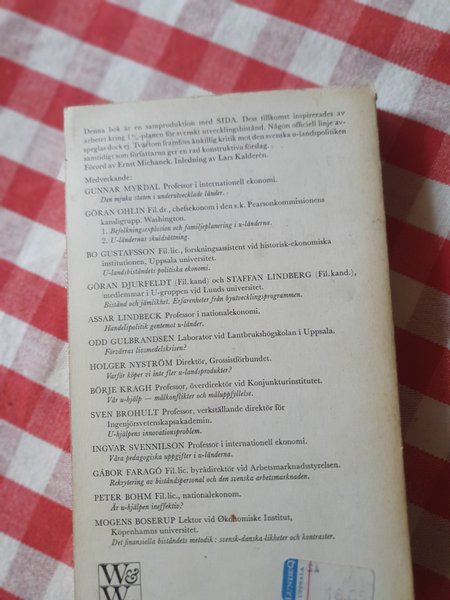 Denna bok är en samproduktion med SIDA. Dess tillkomst inspirerades av
arbetet kring 1 %-planen för svenskt utvecklingsbistånd. Någon officiell linje av-
speglas dock ej. Tvärtom framförs åtskillig kritik mot den svenska u-landspolitiken
samtidigt som författarna ger en rad konstruktiva förslag.
Förord av Ernst Michanek. Inledning av Lars Kalderén.
Medverkande:
GUNNAR MYRDAL Professor i internationell ekonomi.
Den mjuka staten i underutvecklade länder.
GÖRAN OHLIN Fil.dr, chefsekonom i den s.k. Pearsonkommissionens
kansligrupp, Washington.
1. Befolkningsexplosion och familjeplanering i u-länderna.
2. U-ländernas skuldsättning.
BO GUSTAFSSON Fil.lic., forskningsassistent vid historisk-ekonomiska
institutionen, Uppsala universitet.
U-landsbiståndets politiska ekonomi.
GÖRAN DJURFELDT (Fil.kand) och STAFFAN LINDBERG (Fil.kand.),
medlemmar i U-gruppen vid Lunds universitet.
Bistånd och jämlikhet. Erfarenheter från byutvecklingsprogrammen.
ASSAR LINDBECK Professor i nationalekonomi.
Handelspolitik gentemot u-länder.
ODD GULBRANDSEN Laborator vid Lantbrukshögskolan i Uppsala.
Förvärras livsmedelskrisen?
HOLGER NYSTRÖM Direktör, Grossistförbundet.
Varför köper vi inte fler u-landsprodukter?
BÖRJE KRAGH Professor, överdirektör vid Konjunkturinstitutet.
Vår u-hjälp — målkonflikter och måluppfyllelse.
SVEN BROHULT Professor, verkställande direktör för
Ingenjörsvetenskapsakademin.
U-hjälpens innovationsproblem.
INGVAR SVENNILSON Professor i internationell ekonomi.
Våra pedagogiska uppgifter i u-länderna.
GÁBOR FARAGÓ Fil.lic. byrådirektör vid Arbetsmarknadsstyrelsen.
Rekrytering av biståndspersonal och den svenska arbetsmarknaden.
PETER BOHM Fil.lic., nationalekonomi.
Är u-hjälpen ineffektiv?
MOGENS BOSERUP Lektor vid Økonomiske Institut,
Köpenhamns universitet.
Det finansiella biståndets metodik: svensk-danska likheter och kontraster.
W&
W
LUNDEQ
UPPSALA